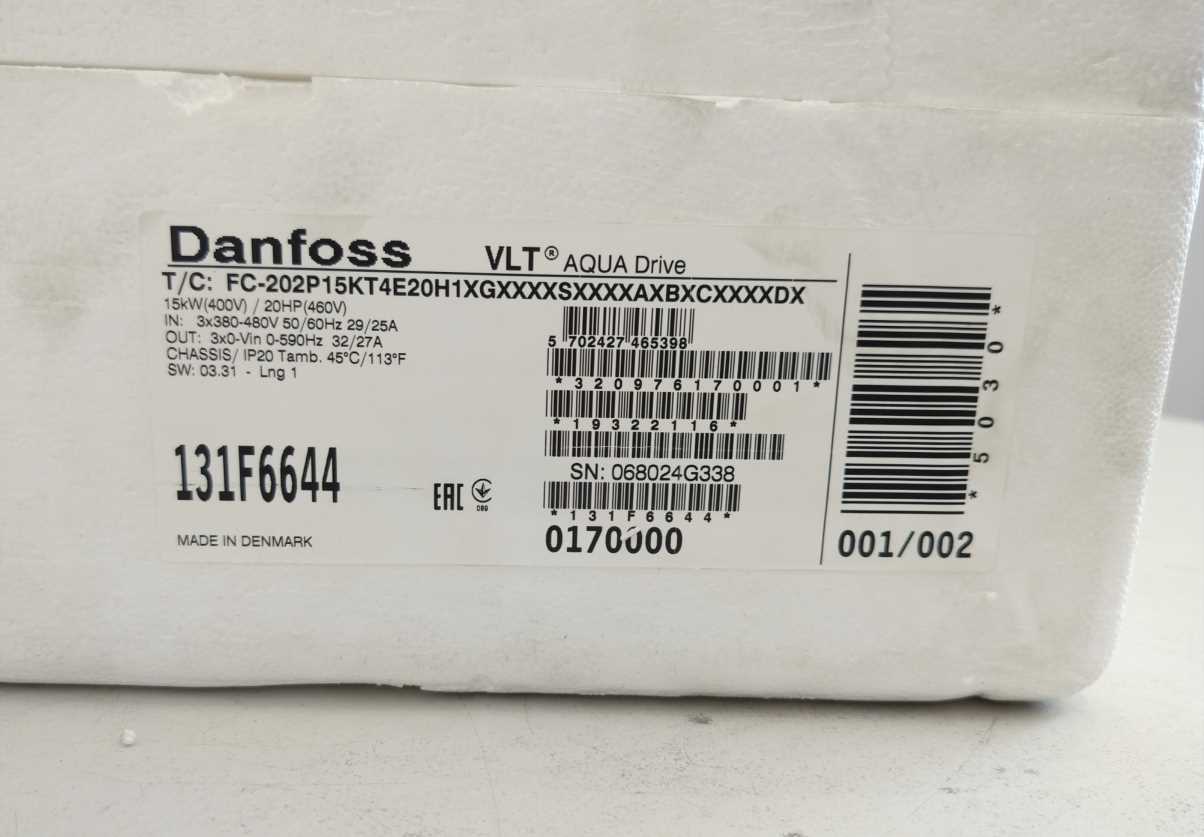 Danfoss
VLT® AQUA Drive
T/C: FC-202P15KT4E20H1XGXXXXSXXXXAXBXCXXXXDX
15kW(400V) / 20HP(460V)
IN: 3x380-480V 50/60Hz 29/25A
OUT: 3x0-Vin 0-590Hz 32/27A
CHASSIS/ IP20 Tamb. 45°C/113°F
SW: 03.31 - Lng 1
5 702427 465398
*320976170001*
*19322116*
SN: 068024G338
131F6644
EAC
*131F6644*
0170000
MADE IN DENMARK
*5030*
001/002